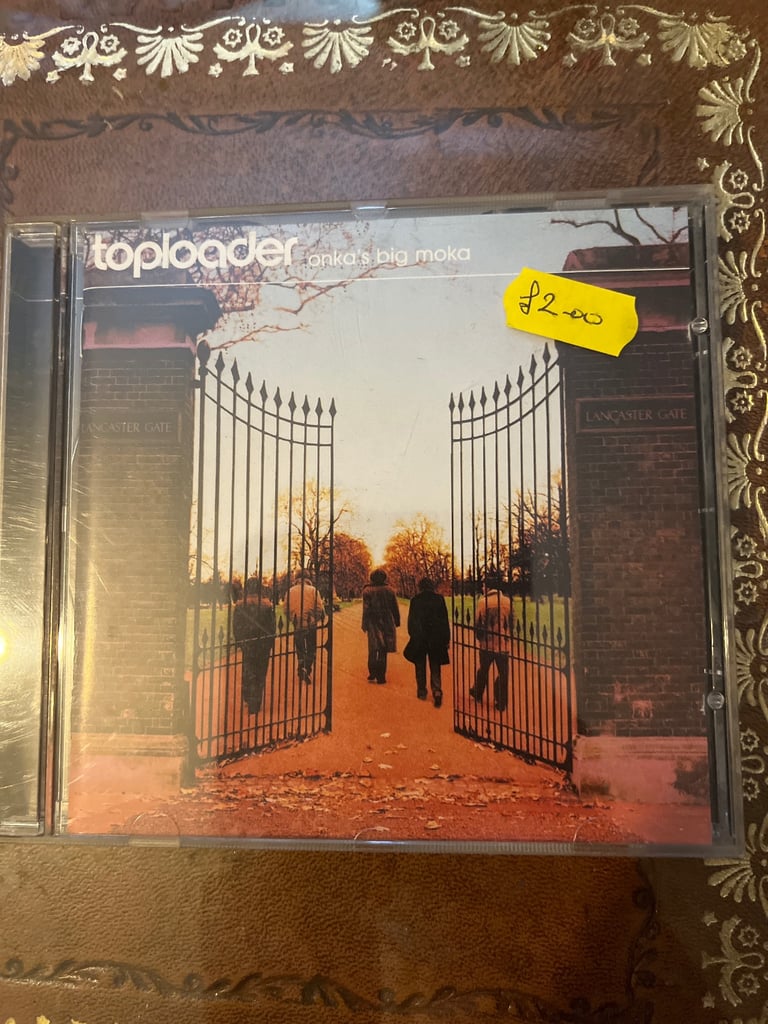 toploader onka's big moka
£2.00
LANCASTER GATE
LANCASTER GATE